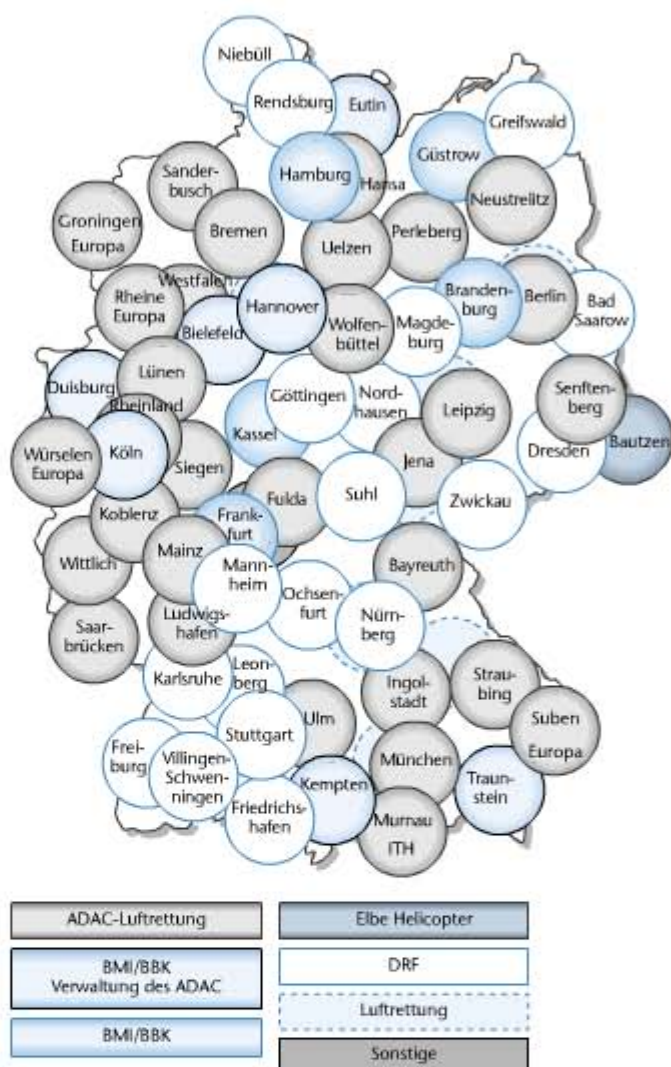 Niebüll
Rendsburg
Eutin
Greifswald
Sander-
busch
Hamburg
Hansa
Güstrow
Neustrelitz
Groningen
Europa
Bremen
Uelzen
Perleberg
Westfalen
Rheine
Europa
Hannover
Bielefeld
Wolfen-
büttel
Magde-
burg
Branden-
burg
Berlin
Bad
Saarow
Duisburg
Lünen
Rheinland
Göttingen
Nord-
hausen
Leipzig
Senften-
berg
Würselen
Europa
Köln
Siegen
Kassel
Jena
Dresden
Bautzen
Koblenz
Frank-
furt
Fulda
Suhl
Zwickau
Wittlich
Mainz
Mann-
heim
Ochsen-
furt
Bayreuth
Saar-
brücken
Ludwigs-
hafen
Nürn-
berg
Karlsruhe
Leon-
berg
Ingol-
stadt
Strau-
bing
Suben
Europa
Stuttgart
Ulm
Frei-
burg
Villingen-
Schwen-
ningen
München
Kempten
Traun-
stein
Friedrichs-
hafen
Murnau
ITH
ADAC-Luftrettung
BMI/BBK
Verwaltung des ADAC
BMI/BBK
Elbe Helicopter
DRF
Luftrettung
Sonstige